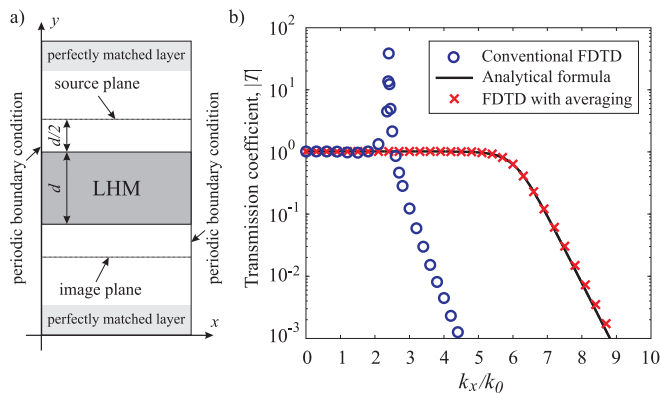 a)
y
perfectly matched layer
source plane
d/2
periodic boundary condition
d
LHM
periodic boundary condition
image plane
perfectly matched layer
x
b)
Transmission coefficient, |T|
10^2
10^1
10^0
10^-1
10^-2
10^-3
Conventional FDTD
Analytical formula
FDTD with averaging
0 1 2 3 4 5 6 7 8 9 10
k_x/k_0